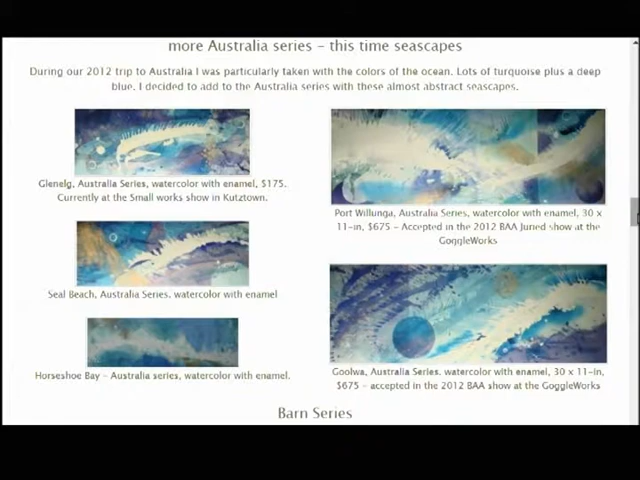 more Australia series – this time seascapes
During our 2012 trip to Australia I was particularly taken with the colors of the ocean. Lots of turquoise plus a deep
blue. I decided to add to the Australia series with these almost abstract seascapes.
Glenelg, Australia Series, watercolor with enamel, $175.
Currently at the Small works show in Kutztown.
Seal Beach, Australia Series. watercolor with enamel
Horseshoe Bay – Australia series, watercolor with enamel.
Port Willunga, Australia Series, watercolor with enamel, 30 x
11-in, $675 – Accepted in the 2012 BAA Juried show at the
GoggleWorks
Goolwa, Australia Series. watercolor with enamel, 30 x 11-in,
$675 – accepted in the 2012 BAA show at the GoggleWorks
Barn Series